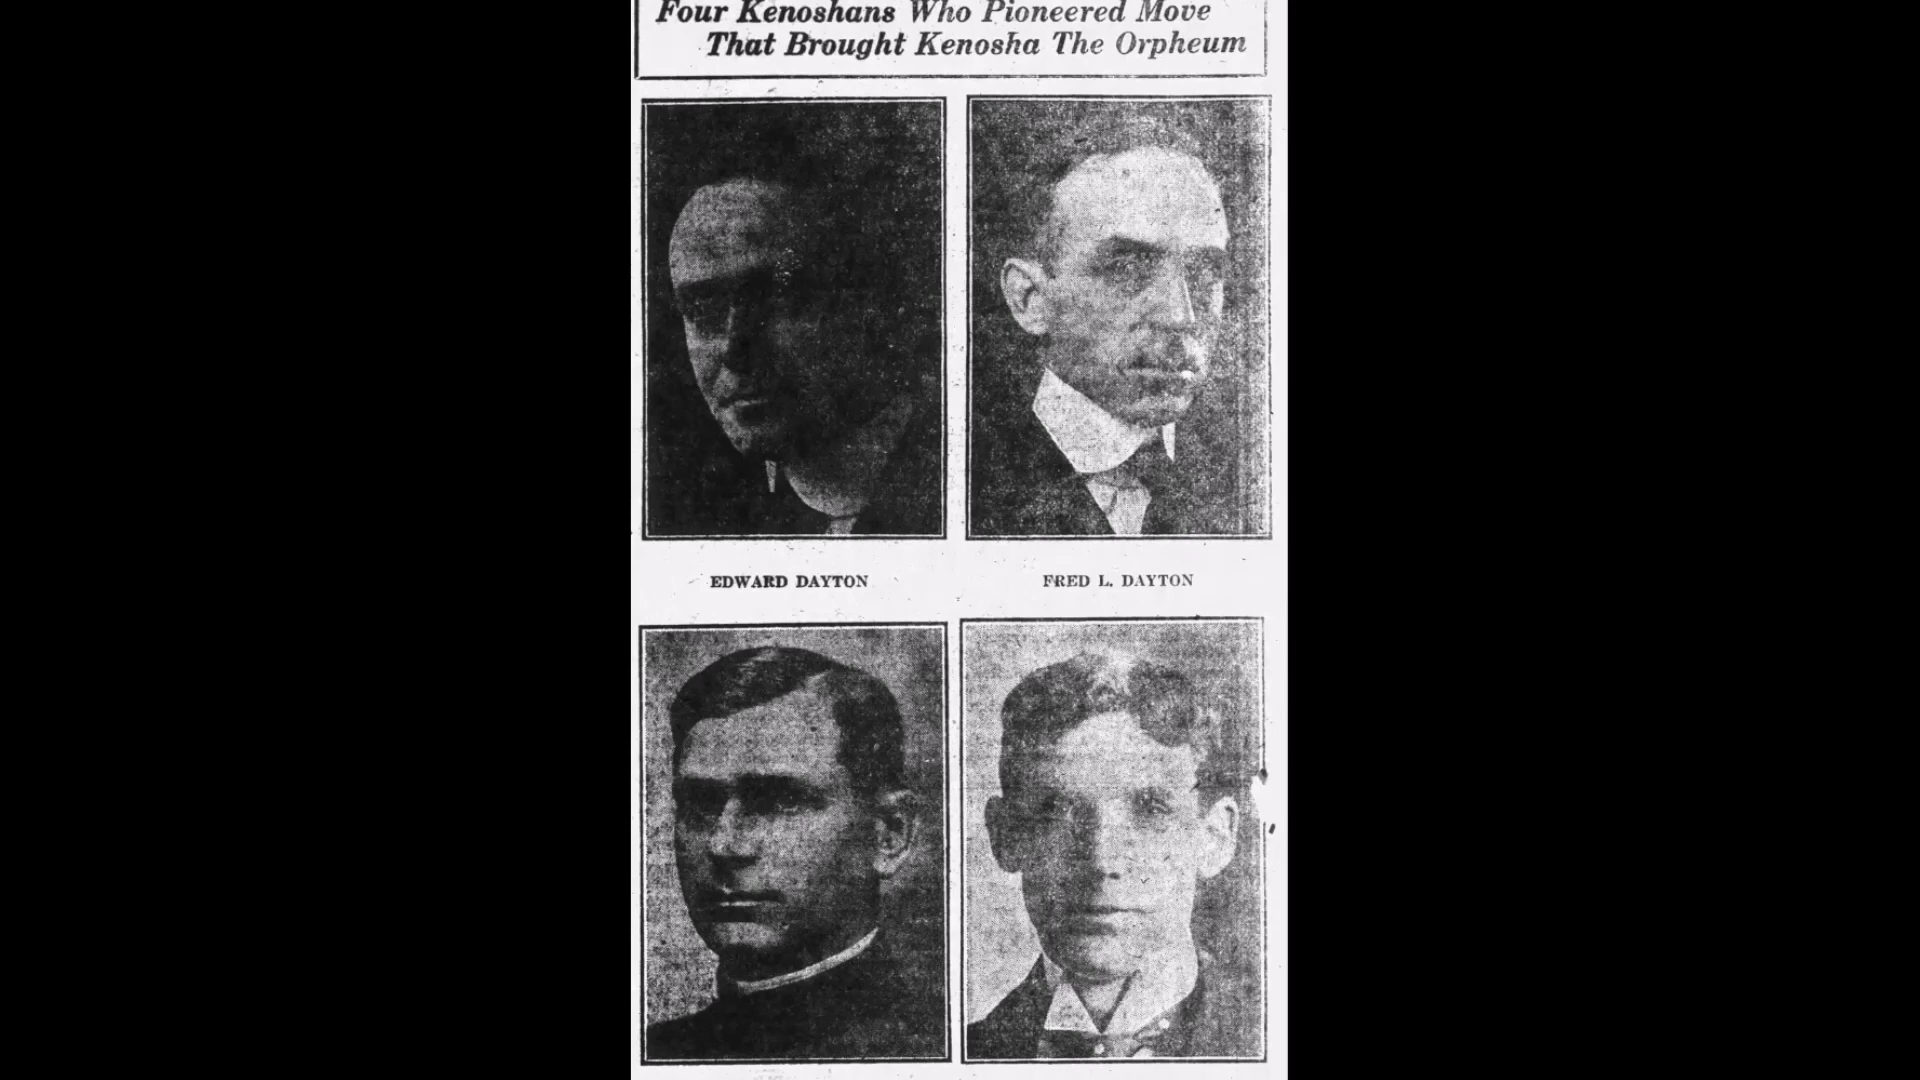 Four Kenoshans Who Pioneered Move
That Brought Kenosha The Orpheum
EDWARD DAYTON
FRED L. DAYTON